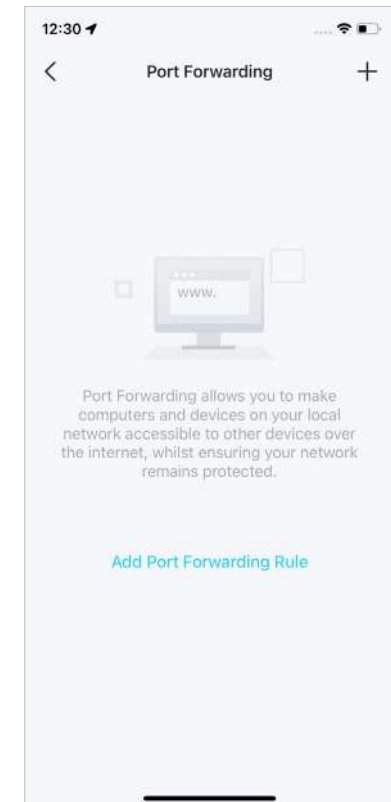 12:30
Port Forwarding
www.
Port Forwarding allows you to make
computers and devices on your local
network accessible to other devices over
the internet, whilst ensuring your network
remains protected.
Add Port Forwarding Rule